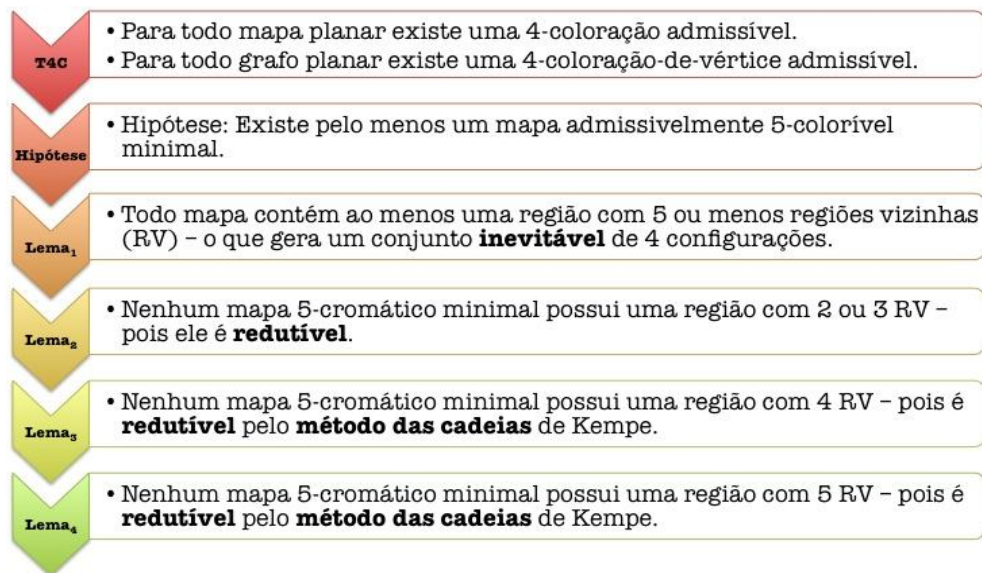 T4C
• Para todo mapa planar existe uma 4-coloração admissível.
• Para todo grafo planar existe uma 4-coloração-de-vértice admissível.
Hipótese
• Hipótese: Existe pelo menos um mapa admissivelmente 5-colorível
minimal.
Lema₁
• Todo mapa contém ao menos uma região com 5 ou menos regiões vizinhas
(RV) – o que gera um conjunto inevitável de 4 configurações.
Lema₂
• Nenhum mapa 5-cromático minimal possui uma região com 2 ou 3 RV –
pois ele é redutível.
Lema₃
• Nenhum mapa 5-cromático minimal possui uma região com 4 RV – pois é
redutível pelo método das cadeias de Kempe.
Lema₄
• Nenhum mapa 5-cromático minimal possui uma região com 5 RV – pois é
redutível pelo método das cadeias de Kempe.